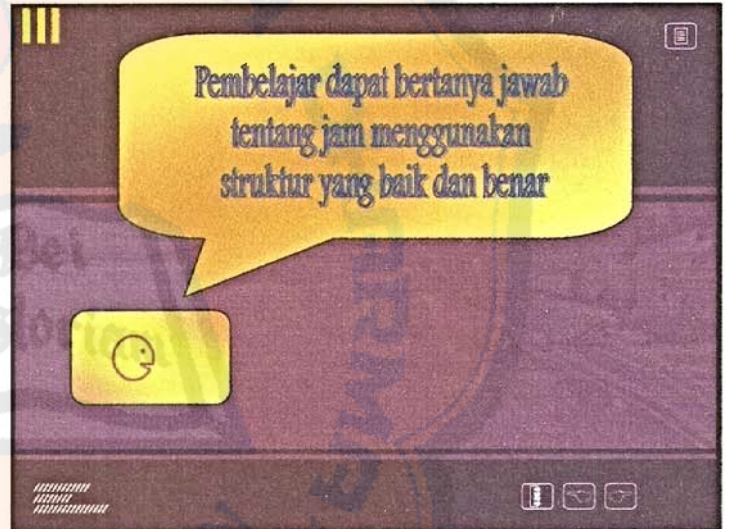 Pembelajar dapat bertanya jawab
tentang jam menggunakan
struktur yang baik dan benar